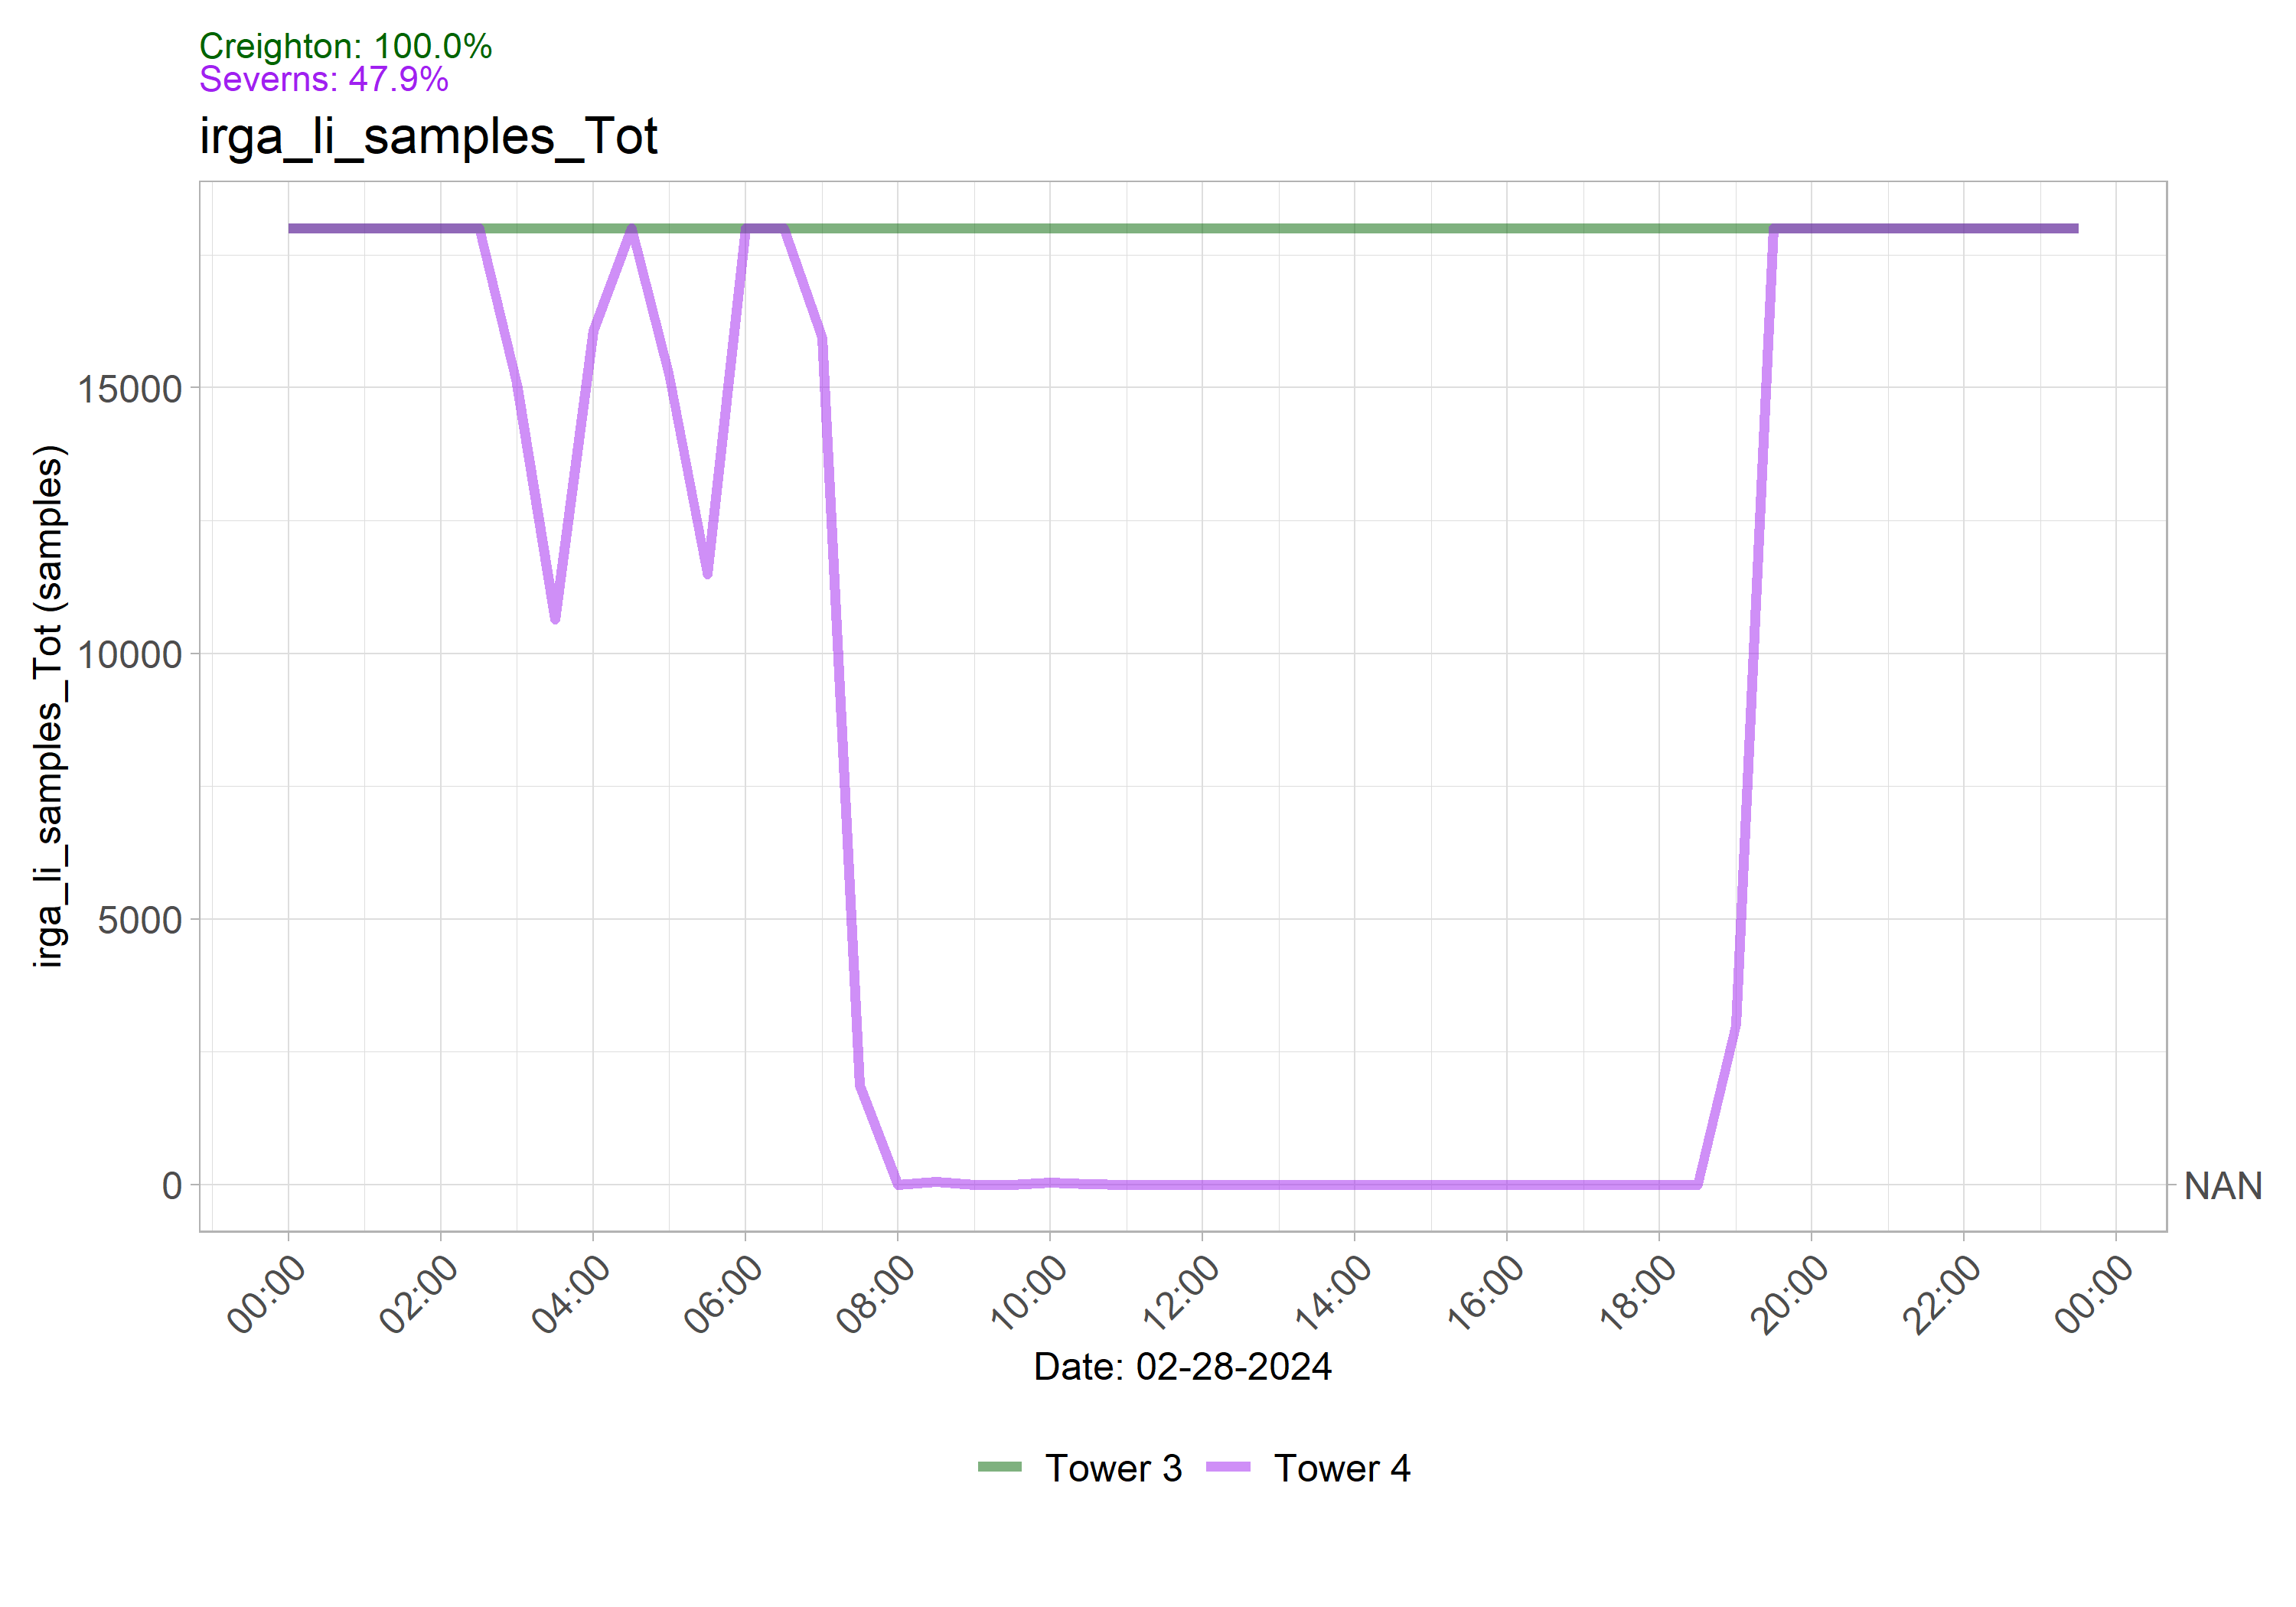 Creighton: 100.0%
Severns: 47.9%
irga_li_samples_Tot
irga_li_samples_Tot (samples)
15000
10000
5000
0
NAN
00:00
02:00
04:00
06:00
08:00
10:00
12:00
14:00
16:00
18:00
20:00
22:00
00:00
Date: 02-28-2024
Tower 3
Tower 4